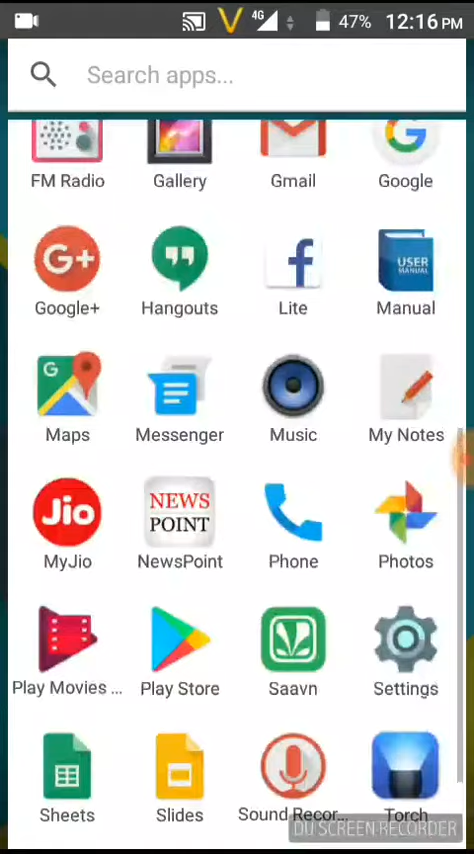 4G 47% 12:16 PM
Search apps...
FM Radio Gallery Gmail Google
G
G+ USER MANUAL f
Google+ Hangouts Lite Manual
G
Maps Messenger Music My Notes
Jio NEWS POINT
MyJio NewsPoint Phone Photos
Play Movies ... Play Store Saavn Settings
Sheets Slides Sound Recor... Torch
DU SCREEN RECORDER